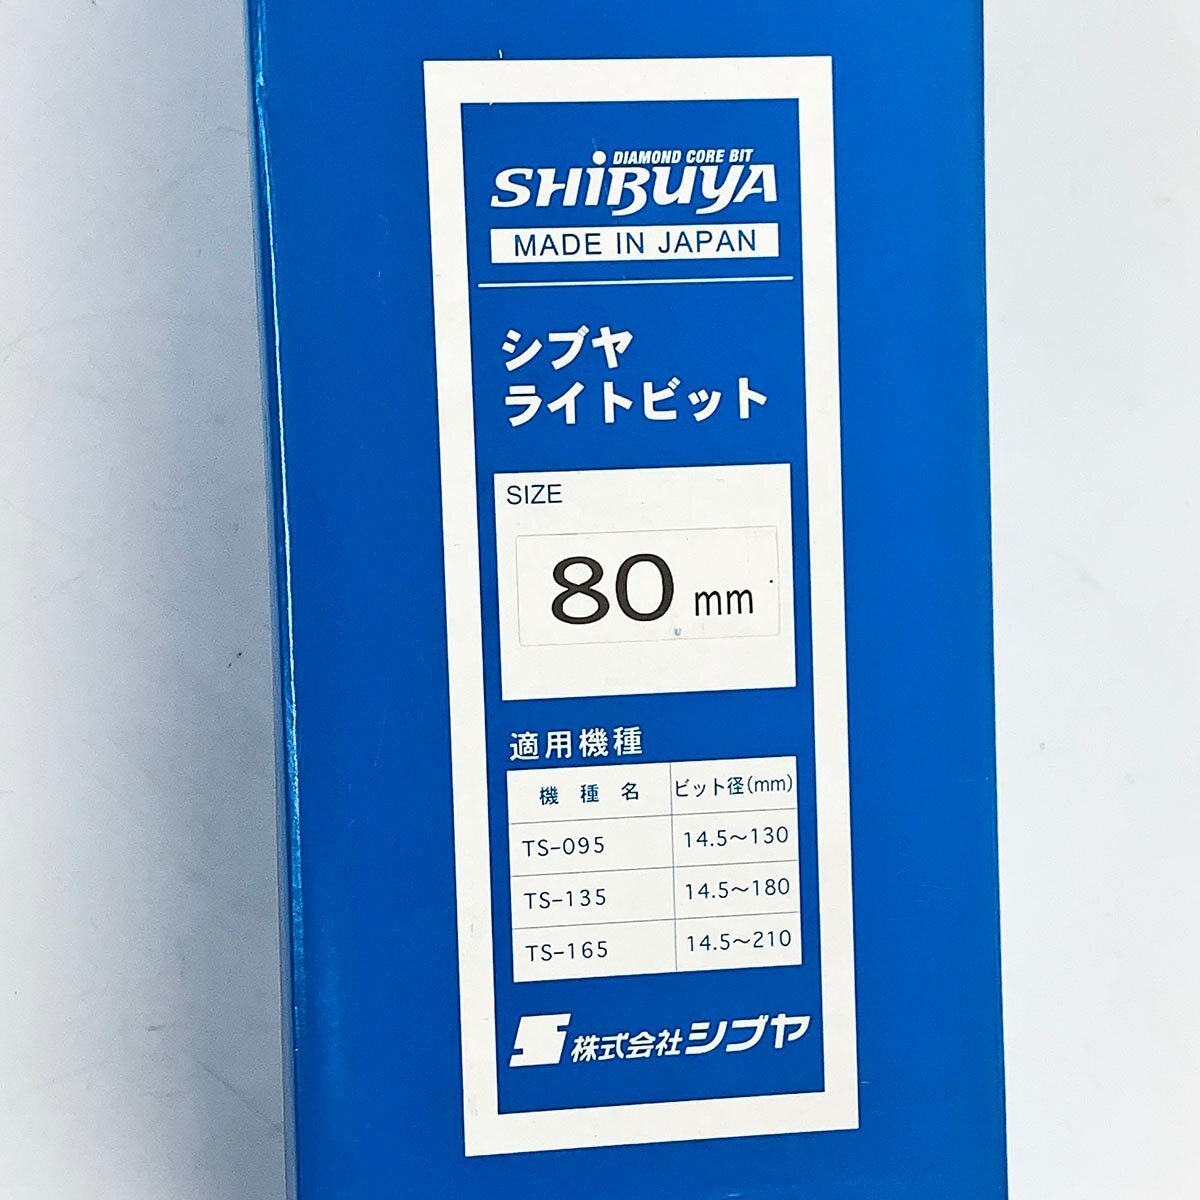 DIAMOND CORE BIT
SHIBUYA
MADE IN JAPAN
シブヤ
ライトビット
SIZE
80 mm
適用機種
機 種 名 ビット径(mm)
TS-095 14.5〜130
TS-135 14.5〜180
TS-165 14.5〜210
株式会社シブヤ